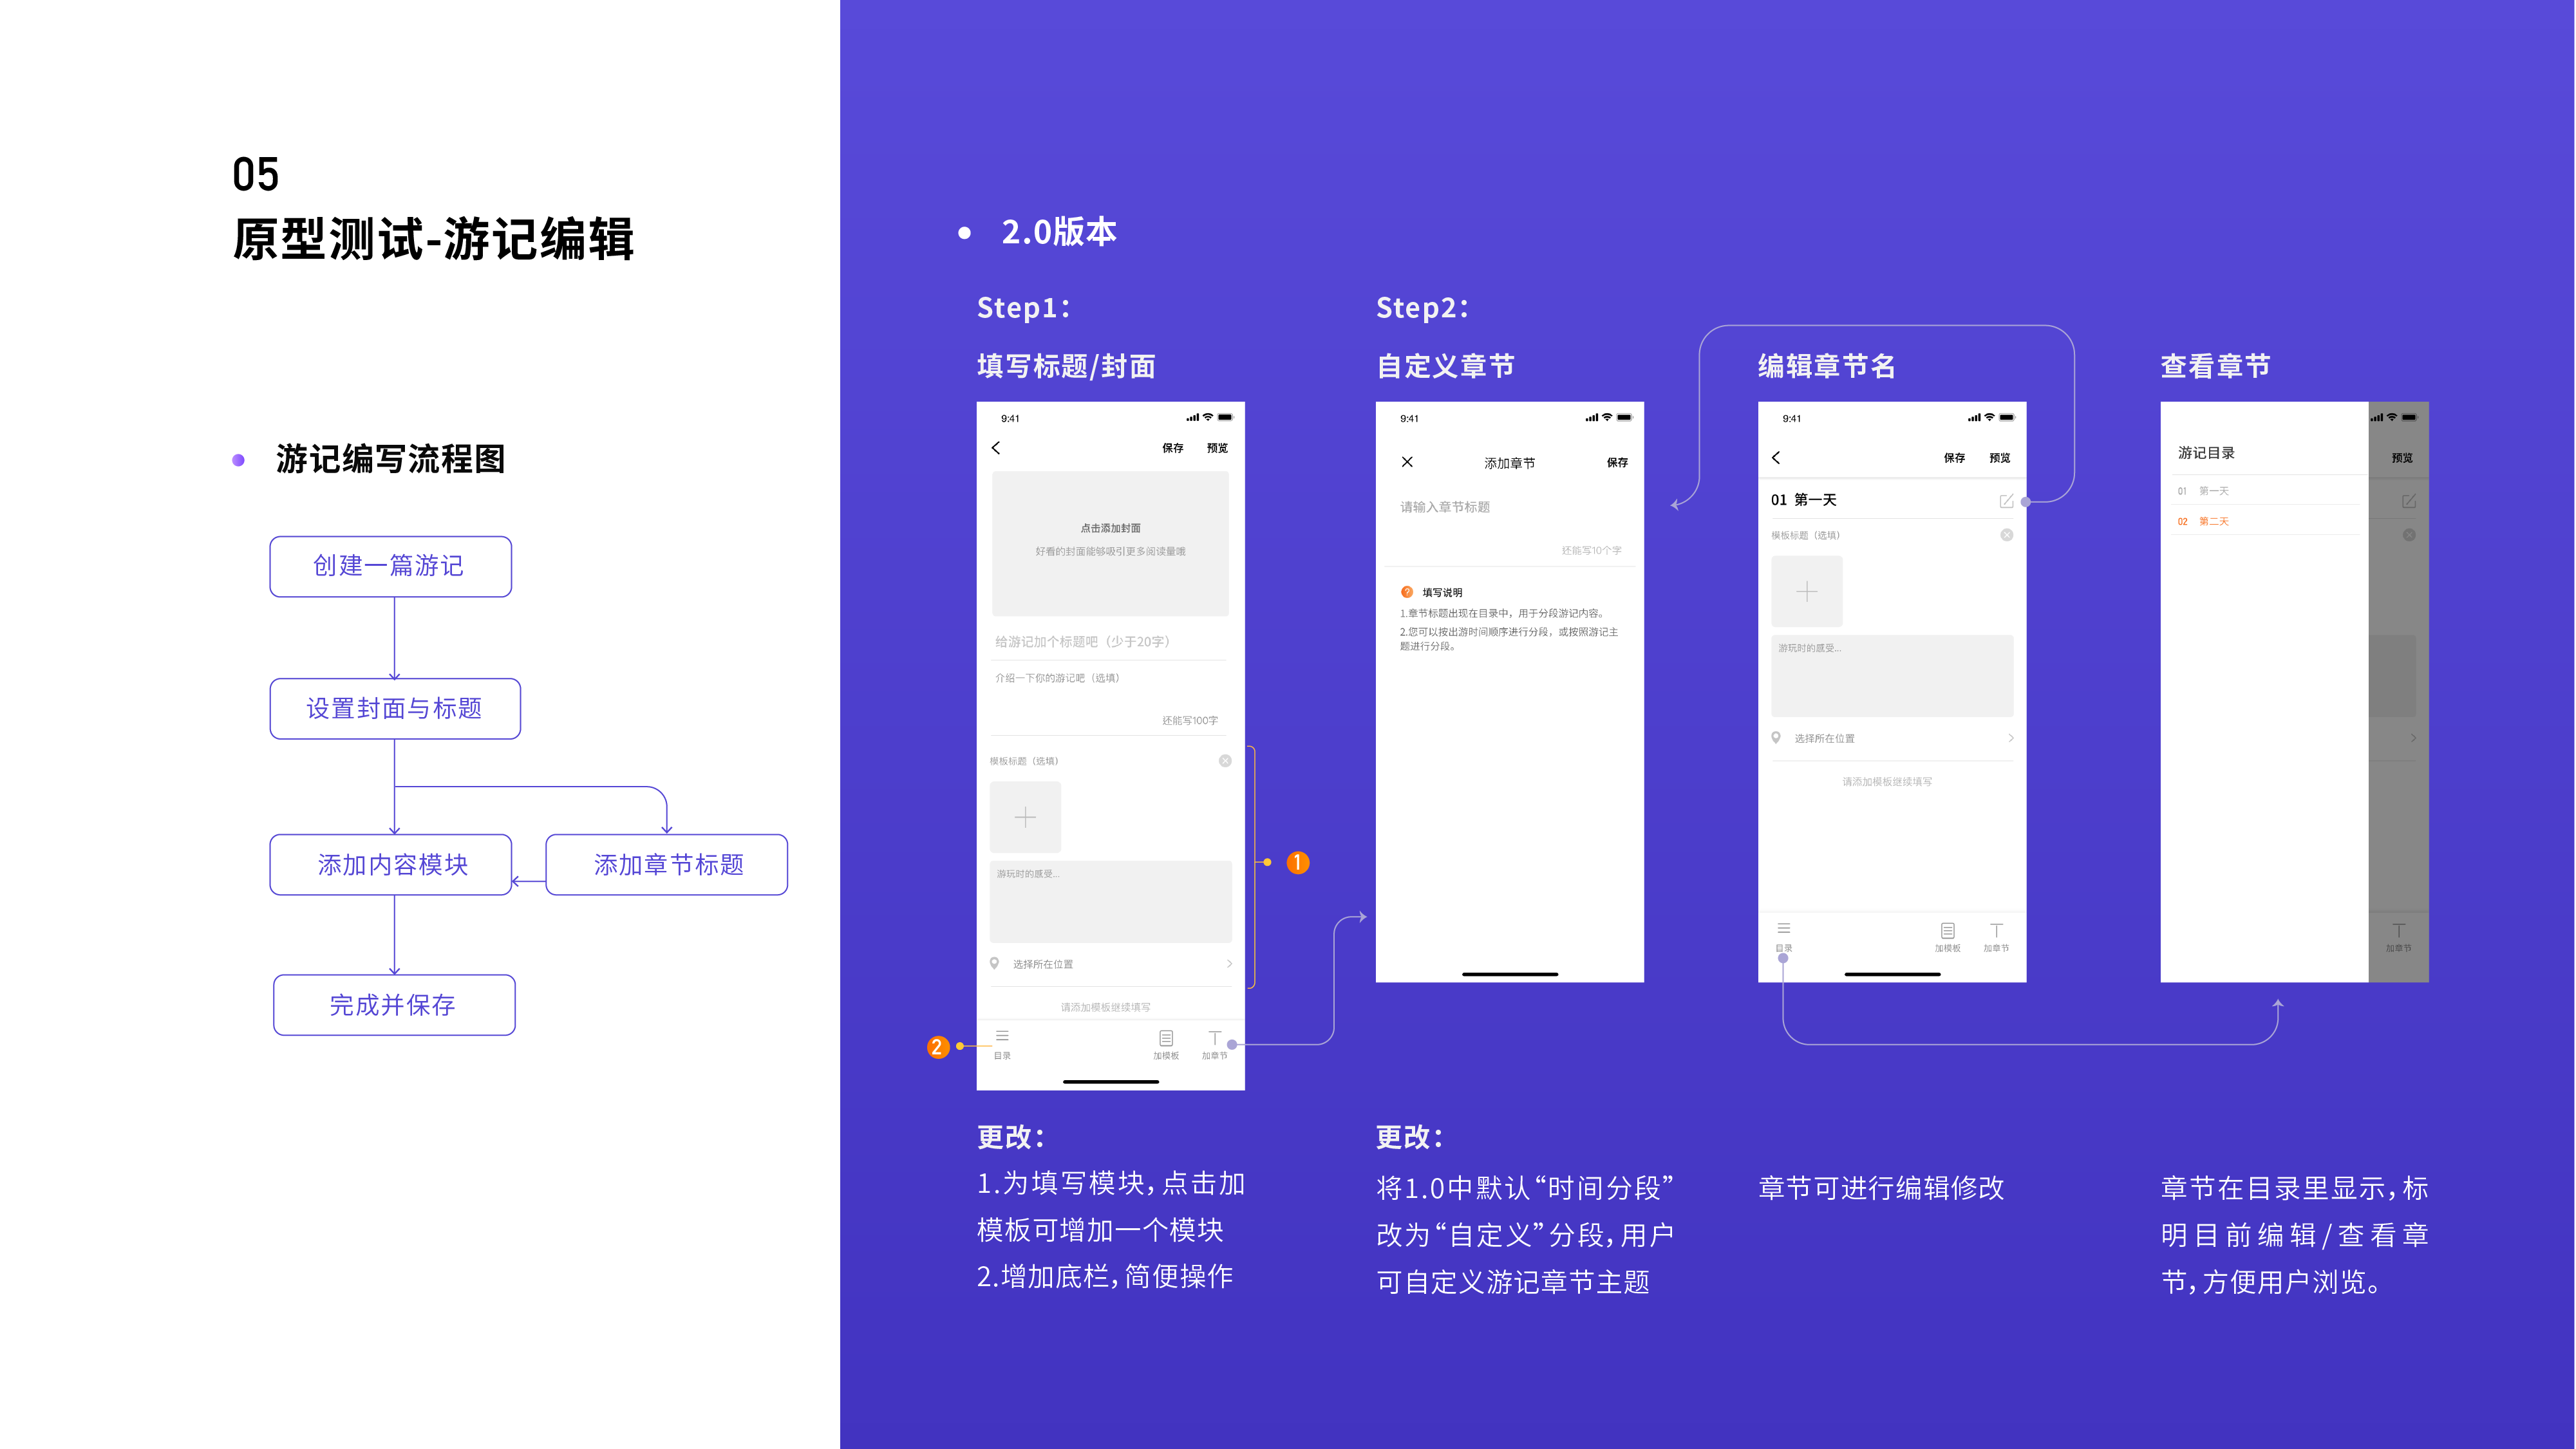 05
原型测试-游记编辑
游记编写流程图
创建一篇游记
设置封面与标题
添加内容模块
添加章节标题
完成并保存
2.0版本
Step1：
填写标题/封面
9:41
保存 预览
点击添加封面
好看的封面能够吸引更多阅读量哦
给游记加个标题吧（少于20字）
介绍一下你的游记吧（选填）
还能写100字
模板标题（选填）
游玩时的感受...
选择所在位置
请添加模板继续填写
目录 加模板 加章节
1
2
更改：
1.为填写模块，点击加
模板可增加一个模块
2.增加底栏，简便操作
Step2：
自定义章节
9:41
添加章节 保存
请输入章节标题
还能写10个字
? 填写说明
1.章节标题出现在目录中，用于分段游记内容。
2.您可以按出游时间顺序进行分段，或按照游记主
题进行分段。
更改：
将1.0中默认“时间分段”
改为“自定义”分段，用户
可自定义游记章节主题
编辑章节名
9:41
保存 预览
01 第一天
模板标题（选填）
游玩时的感受...
选择所在位置
请添加模板继续填写
目录 加模板 加章节
章节可进行编辑修改
查看章节
游记目录
预览
01 第一天
02 第二天
加章节
章节在目录里显示，标
明目前编辑/查看章
节，方便用户浏览。